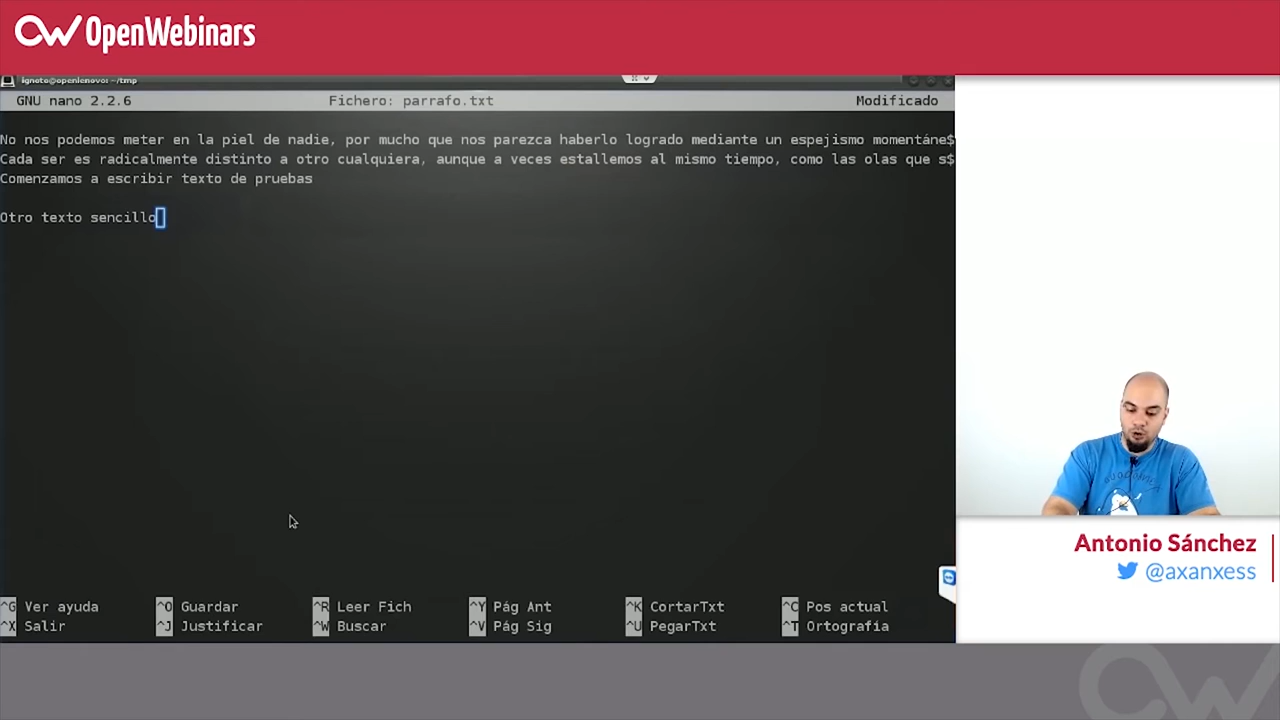 OpenWebinars
ignoto@openlenovo: ~/tmp
GNU nano 2.2.6 Fichero: parrafo.txt Modificado
No nos podemos meter en la piel de nadie, por mucho que nos parezca haberlo logrado mediante un espejismo momentáne$
Cada ser es radicalmente distinto a otro cualquiera, aunque a veces estallemos al mismo tiempo, como las olas que s$
Comenzamos a escribir texto de pruebas
Otro texto sencillo
^G Ver ayuda ^O Guardar ^R Leer Fich ^Y Pág Ant ^K CortarTxt ^C Pos actual
^X Salir ^J Justificar ^W Buscar ^V Pág Sig ^U PegarTxt ^T Ortografía
Antonio Sánchez
@axanxess